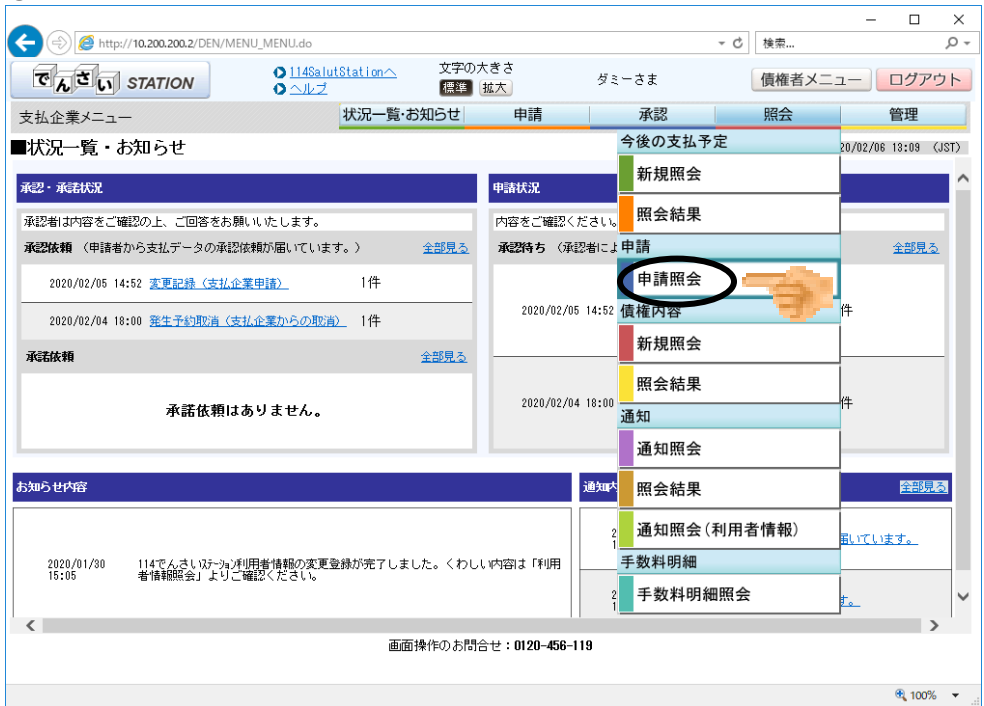 http://10.200.200.2/DEN/MENU_MENU.do
検索...
でんさい STATION
114SalutStationへ
ヘルプ
文字の大きさ
標準 拡大
ダミーさま
債権者メニュー
ログアウト
支払企業メニュー
状況一覧・お知らせ
申請
承認
照会
管理
■状況一覧・お知らせ
20/02/06 13:09 (JST)
承認・承諾状況
承認者は内容をご確認の上、ご回答をお願いいたします。
承認依頼 (申請者から支払データの承認依頼が届いています。) 全部見る
2020/02/05 14:52 変更記録(支払企業申請) 1件
2020/02/04 18:00 発生予約取消(支払企業からの取消) 1件
承諾依頼 全部見る
承諾依頼はありません。
申請状況
内容をご確認ください。
承認待ち (承認者によ 全部見る
2020/02/05 14:52 件
2020/02/04 18:00 件
今後の支払予定
新規照会
照会結果
申請
申請照会
債権内容
新規照会
照会結果
通知
通知照会
照会結果
通知照会(利用者情報)
手数料明細
手数料明細照会
お知らせ内容
2020/01/30
15:05
114でんさいステーション利用者情報の変更登録が完了しました。くわしい内容は「利用
者情報照会」よりご確認ください。
通知内 全部見る
届いています。
す。
画面操作のお問合せ：0120-456-119
100%